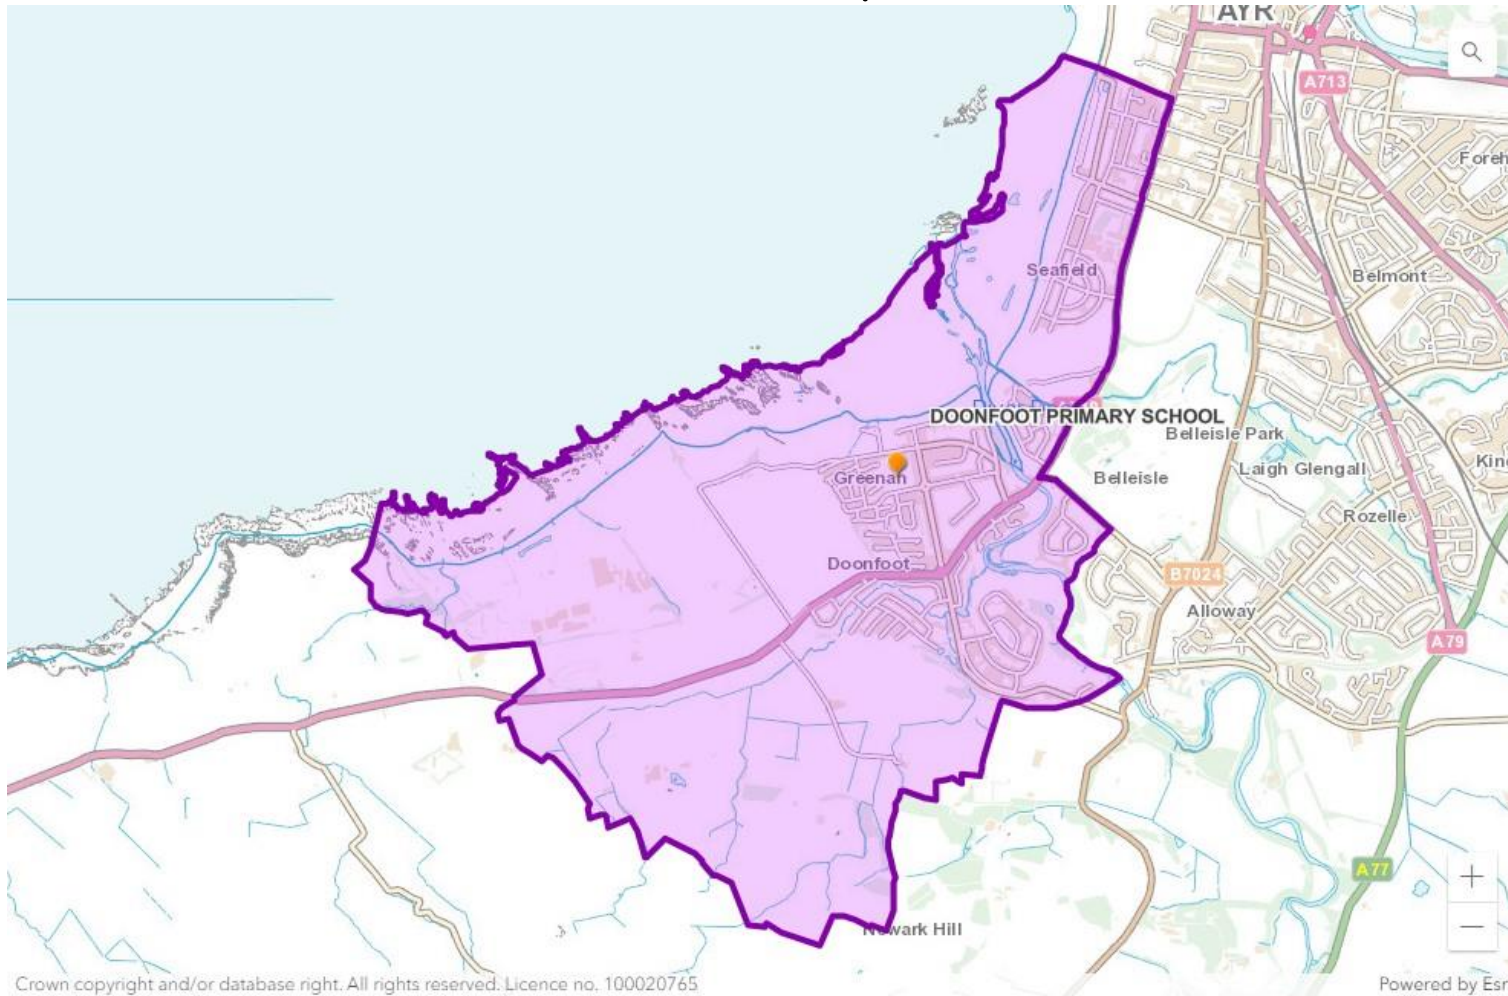 AYR
A713
Foreh
Belmont
Seafield
DOONFOOT PRIMARY SCHOOL
Belleisle Park
Laigh Glengall
Kin
Belleisle
Greenan
Rozelle
Doonfoot
B7024
Alloway
A79
A77
Newark Hill
Crown copyright and/or database right. All rights reserved. Licence no. 100020765
Powered by Esr